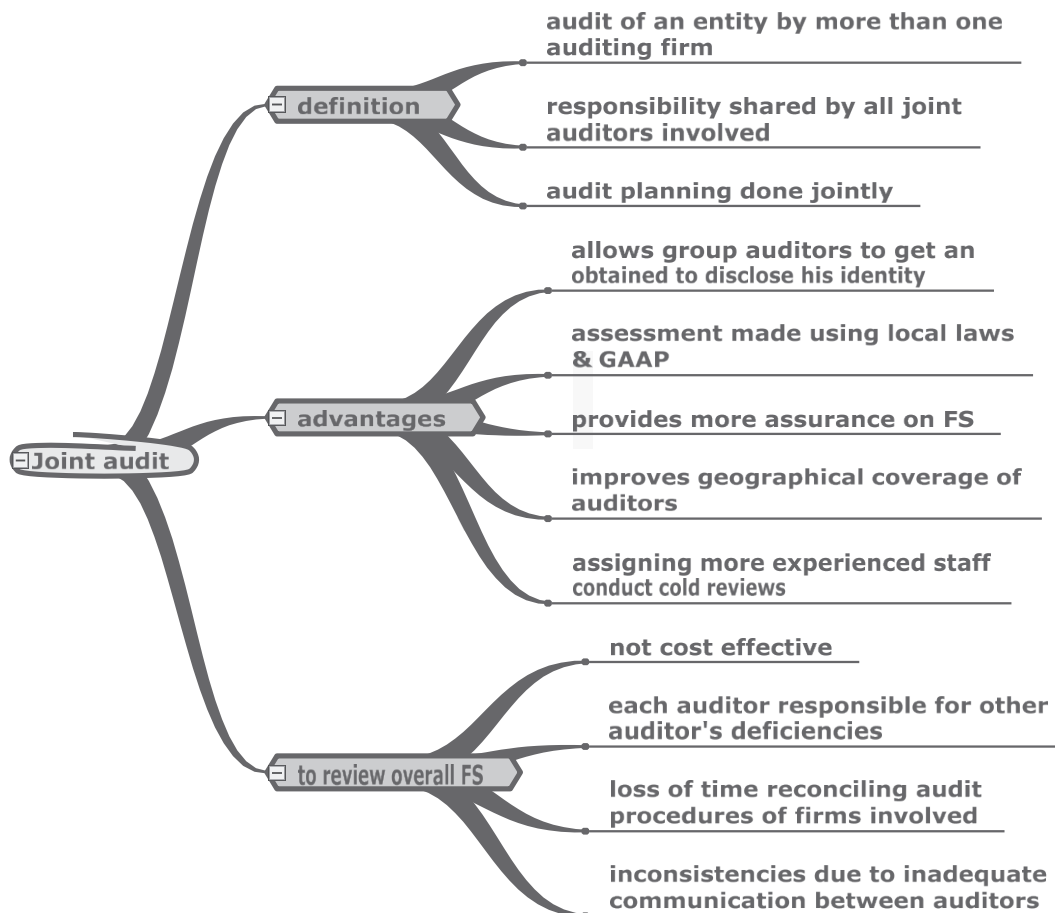 audit of an entity by more than one
auditing firm
definition
responsibility shared by all joint
auditors involved
audit planning done jointly
allows group auditors to get an
obtained to disclose his identity
assessment made using local laws
& GAAP
advantages
provides more assurance on FS
Joint audit
improves geographical coverage of
auditors
assigning more experienced staff
conduct cold reviews
not cost effective
each auditor responsible for other
auditor's deficiencies
to review overall FS
loss of time reconciling audit
procedures of firms involved
inconsistencies due to inadequate
communication between auditors